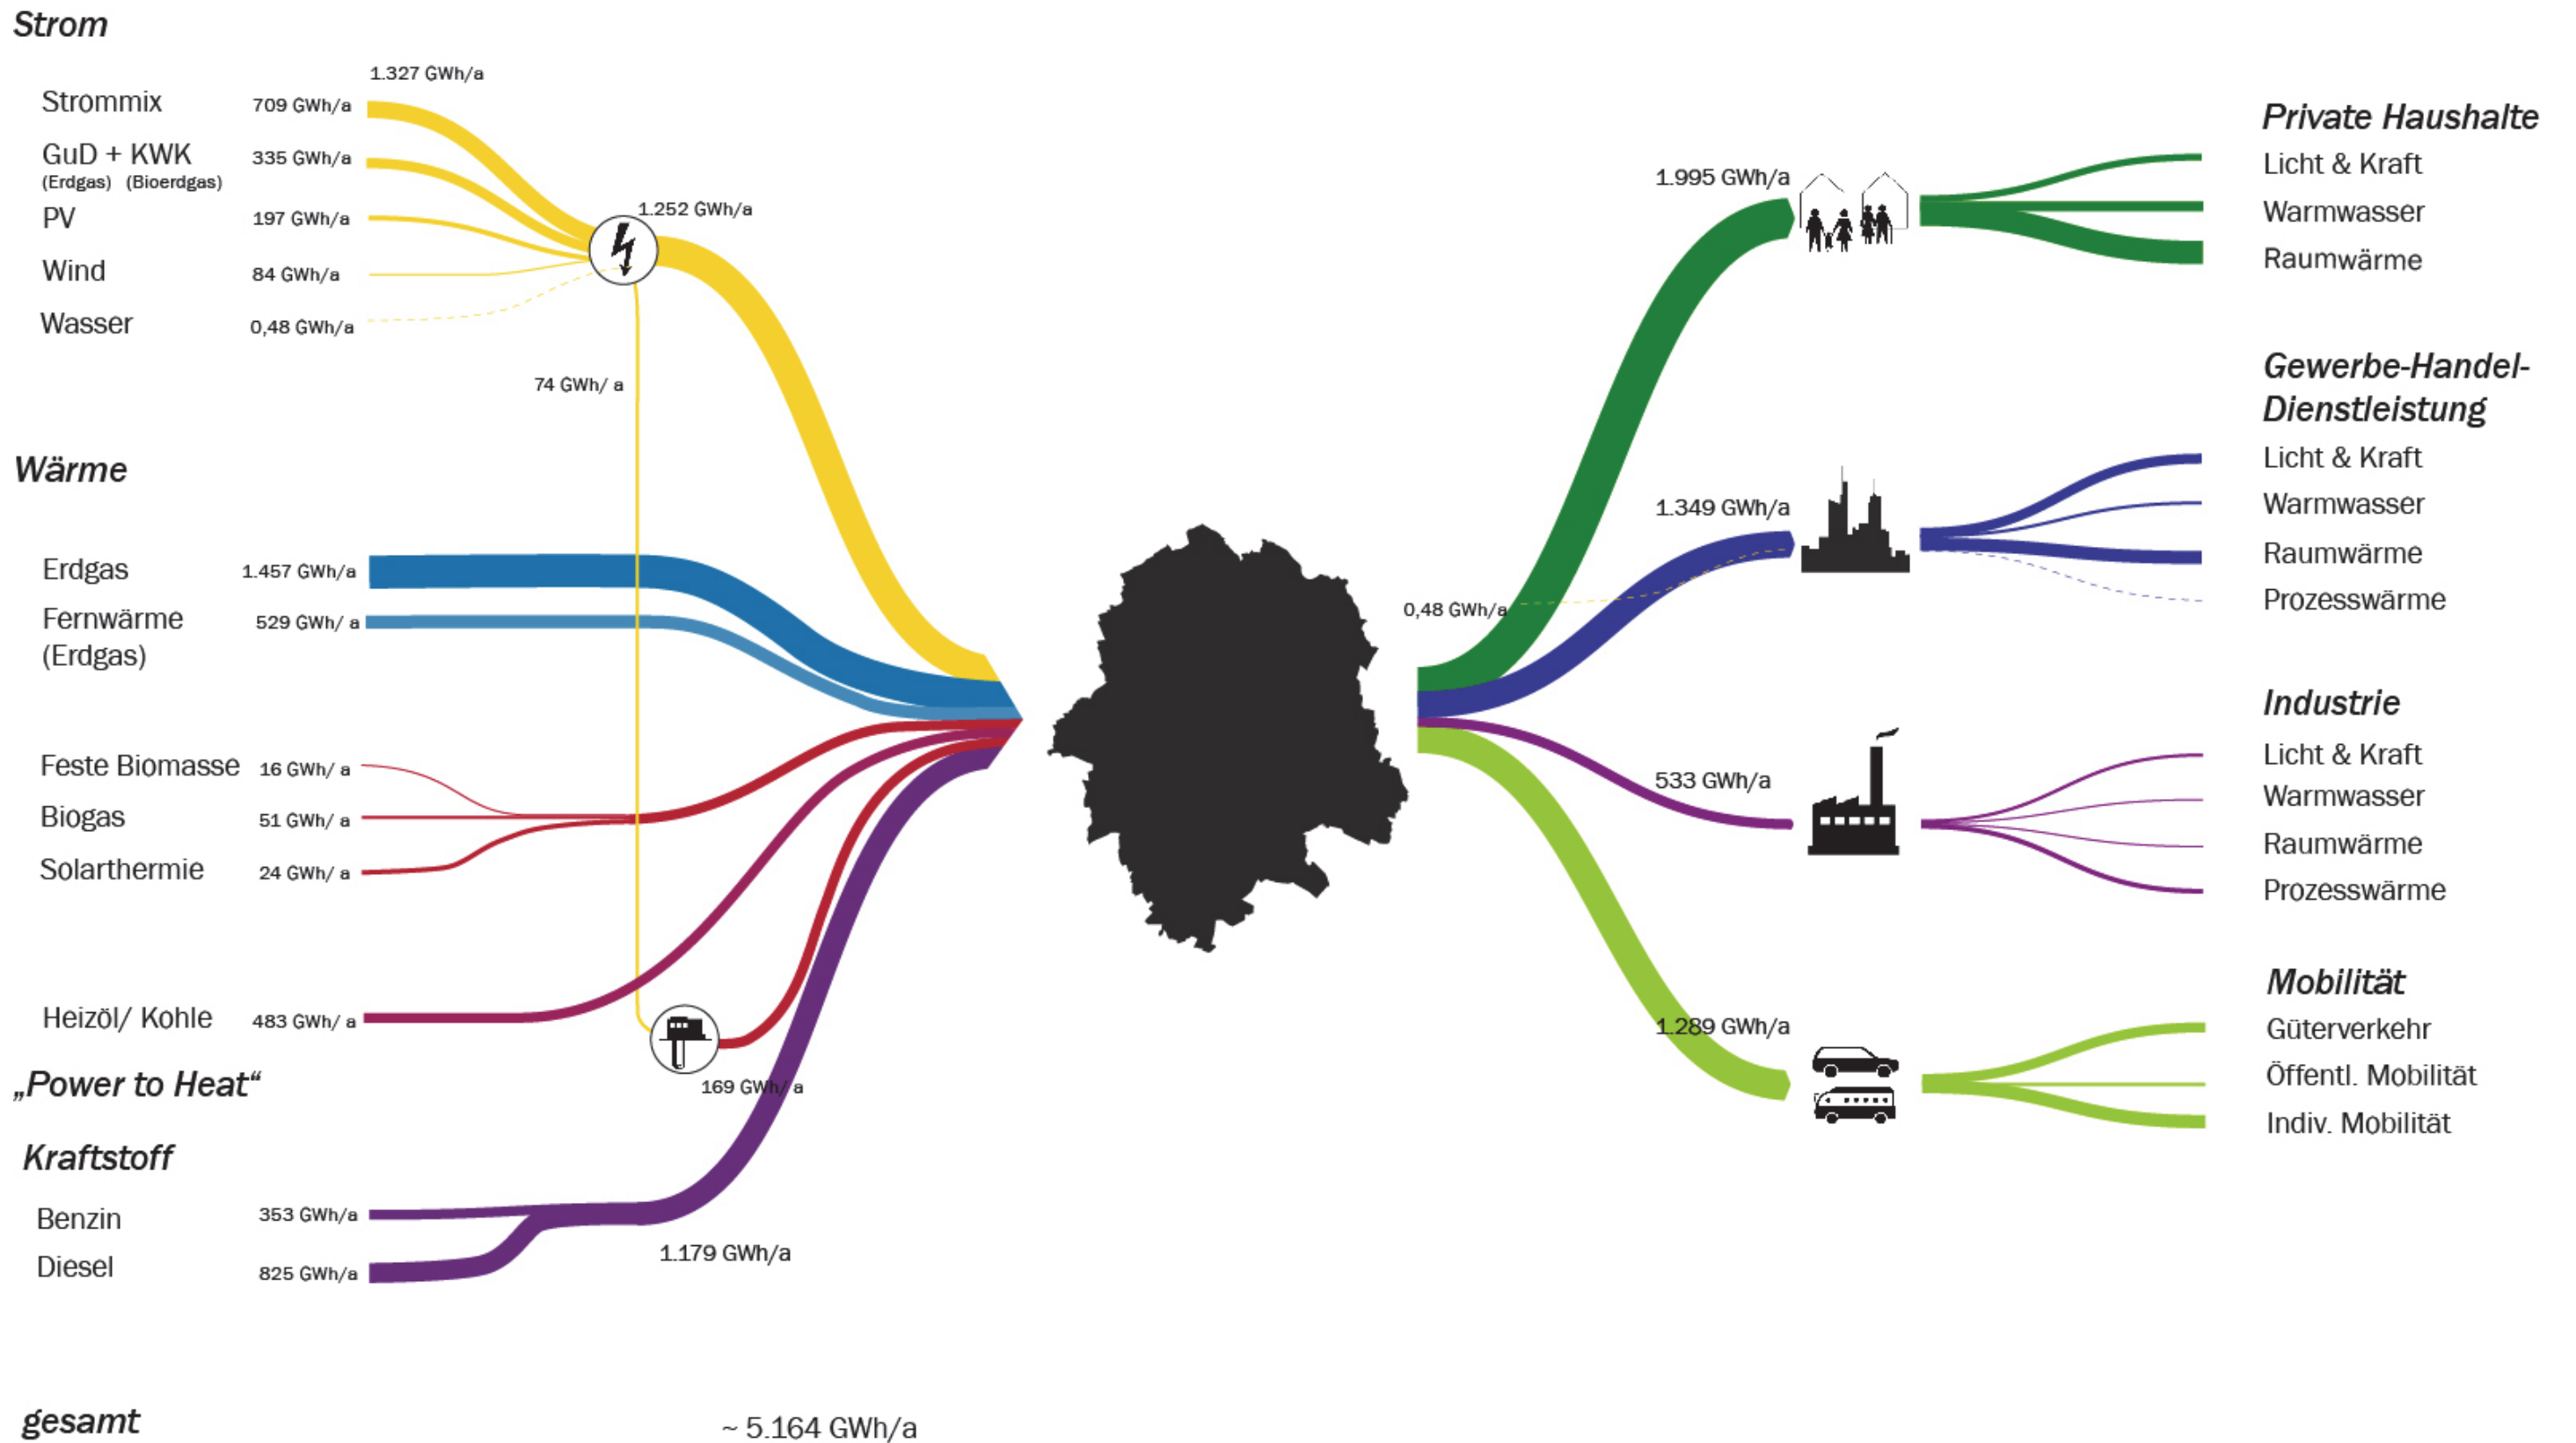 Strom
1.327 GWh/a
Strommix 709 GWh/a
GuD + KWK 335 GWh/a
(Erdgas) (Bioerdgas)
PV 197 GWh/a
1.252 GWh/a
Wind 84 GWh/a
Wasser 0,48 GWh/a
74 GWh/ a
Wärme
Erdgas 1.457 GWh/a
Fernwärme 529 GWh/ a
(Erdgas)
Feste Biomasse 16 GWh/ a
Biogas 51 GWh/ a
Solarthermie 24 GWh/ a
Heizöl/ Kohle 483 GWh/ a
„Power to Heat“
169 GWh/ a
Kraftstoff
Benzin 353 GWh/a
1.179 GWh/a
Diesel 825 GWh/a
gesamt ~ 5.164 GWh/a
1.995 GWh/a
Private Haushalte
Licht & Kraft
Warmwasser
Raumwärme
1.349 GWh/a
0,48 GWh/a
Gewerbe-Handel-
Dienstleistung
Licht & Kraft
Warmwasser
Raumwärme
Prozesswärme
533 GWh/a
Industrie
Licht & Kraft
Warmwasser
Raumwärme
Prozesswärme
1.289 GWh/a
Mobilität
Güterverkehr
Öffentl. Mobilität
Indiv. Mobilität